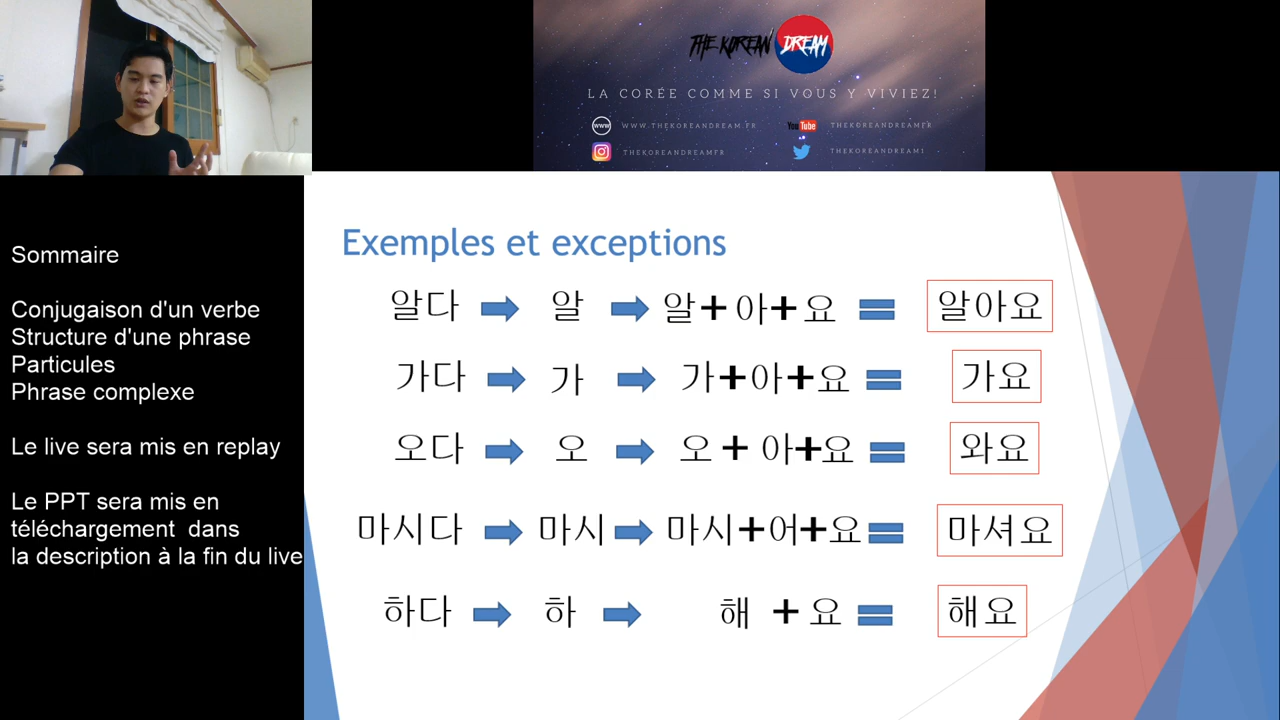 THE KOREAN DREAM
LA CORÉE COMME SI VOUS Y VIVIEZ!
WWW WWW.THEKOREANDREAM.FR
YouTube THEKOREANDREAMFR
THEKOREANDREAMFR
THEKOREANDREAM1
Sommaire
Conjugaison d'un verbe
Structure d'une phrase
Particules
Phrase complexe
Le live sera mis en replay
Le PPT sera mis en
téléchargement dans
la description à la fin du live
Exemples et exceptions
알다 알 알+아+요 = 알아요
가다 가 가+아+요 = 가요
오다 오 오+아+요 = 와요
마시다 마시 마시+어+요 = 마셔요
하다 하 해+요 = 해요